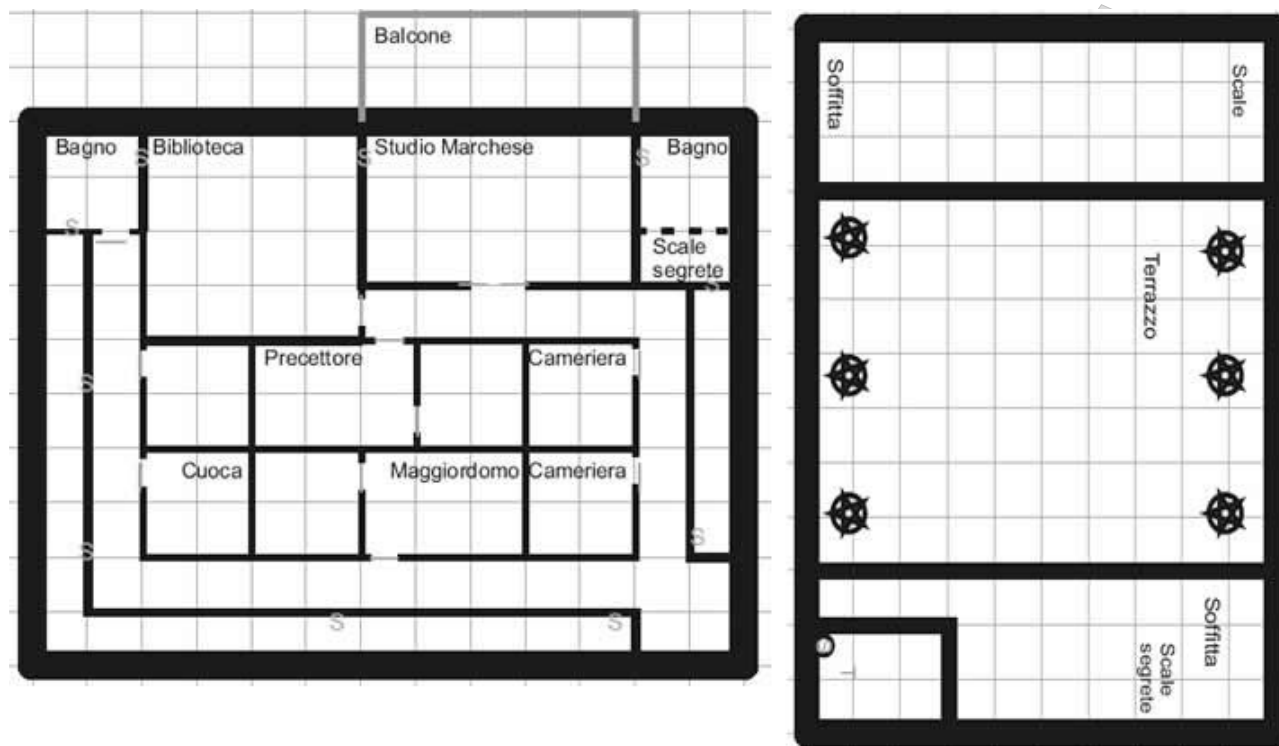 Balcone
Bagno
Biblioteca
Studio Marchese
Bagno
S
S
S
S
Scale
segrete
S
Precettore
Cameriera
S
Cuoca
Maggiordomo
Cameriera
S
S
S
S
Soffitta
Scale
Terrazzo
Soffitta
Scale
segrete
S
T